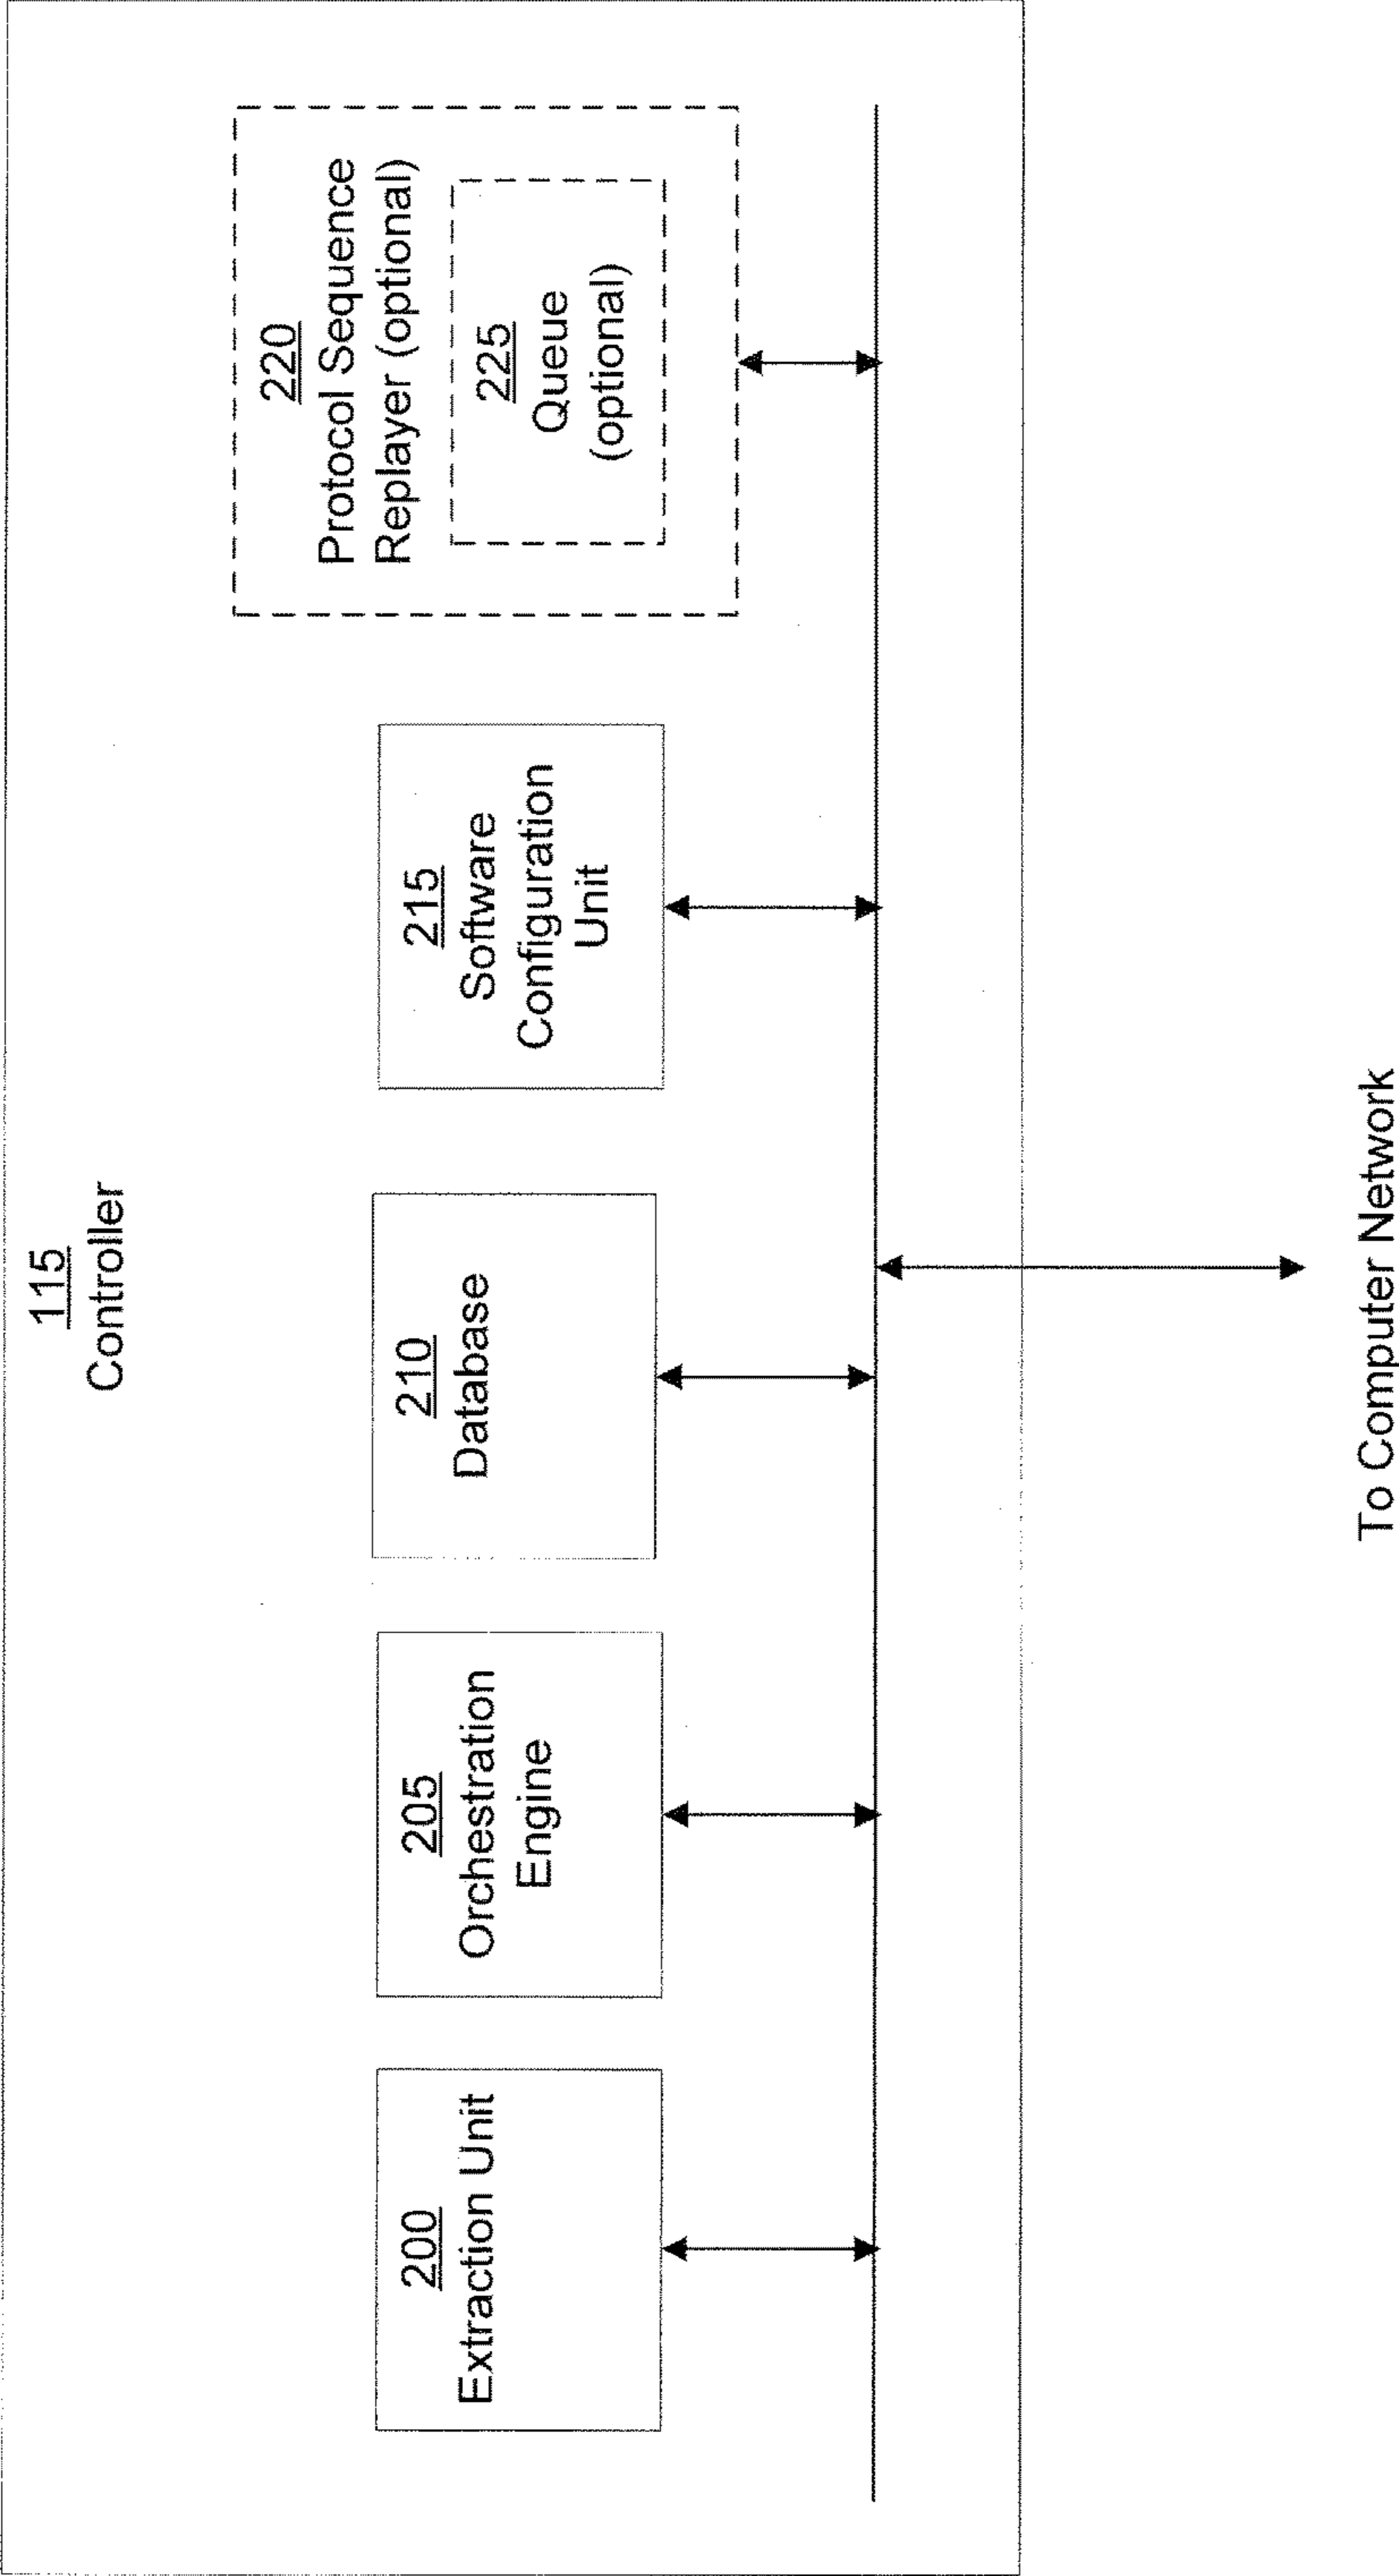 115
Controller
200
Extraction Unit
205
Orchestration
Engine
210
Database
215
Software
Configuration
Unit
220
Protocol Sequence
Replayer (optional)
225
Queue
(optional)
To Computer Network